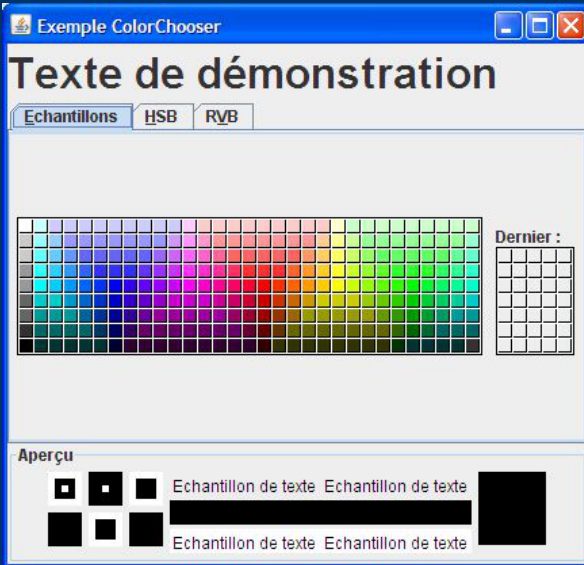 Exemple ColorChooser
Texte de démonstration
Echantillons HSB RVB
Dernier :
Aperçu
Echantillon de texte Echantillon de texte
Echantillon de texte Echantillon de texte